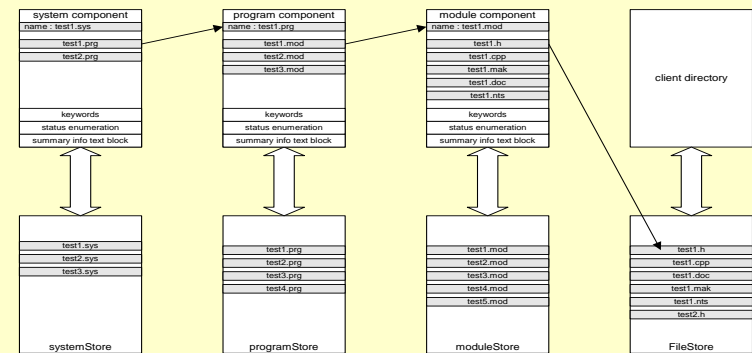 system component
name : test1.sys
test1.prg
test2.prg
keywords
status enumeration
summary info text block
program component
name : test1.prg
test1.mod
test2.mod
test3.mod
keywords
status enumeration
summary info text block
module component
name : test1.mod
test1.h
test1.cpp
test1.mak
test1.doc
test1.nts
keywords
status enumeration
summary info text block
client directory
test1.sys
test2.sys
test3.sys
systemStore
test1.prg
test2.prg
test3.prg
test4.prg
programStore
test1.mod
test2.mod
test3.mod
test4.mod
test5.mod
moduleStore
test1.h
test1.cpp
test1.doc
test1.mak
test1.nts
test2.h
FileStore